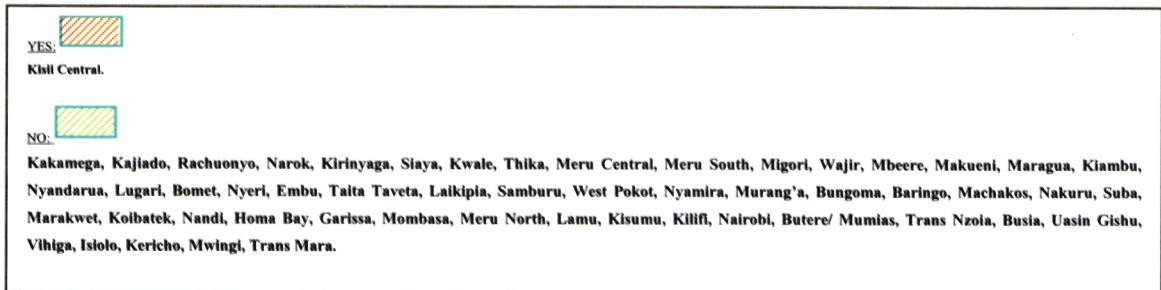 YES:
Kisii Central.
NO:
Kakamega, Kajiado, Rachuonyo, Narok, Kirinyaga, Siaya, Kwale, Thika, Meru Central, Meru South, Migori, Wajir, Mbeere, Makueni, Maragua, Kiambu,
Nyandarua, Lugari, Bomet, Nyeri, Embu, Taita Taveta, Laikipia, Samburu, West Pokot, Nyamira, Murang'a, Bungoma, Baringo, Machakos, Nakuru, Suba,
Marakwet, Koibatek, Nandi, Homa Bay, Garissa, Mombasa, Meru North, Lamu, Kisumu, Kilifi, Nairobi, Butere/ Mumias, Trans Nzoia, Busia, Uasin Gishu,
Vihiga, Isiolo, Kericho, Mwingi, Trans Mara.